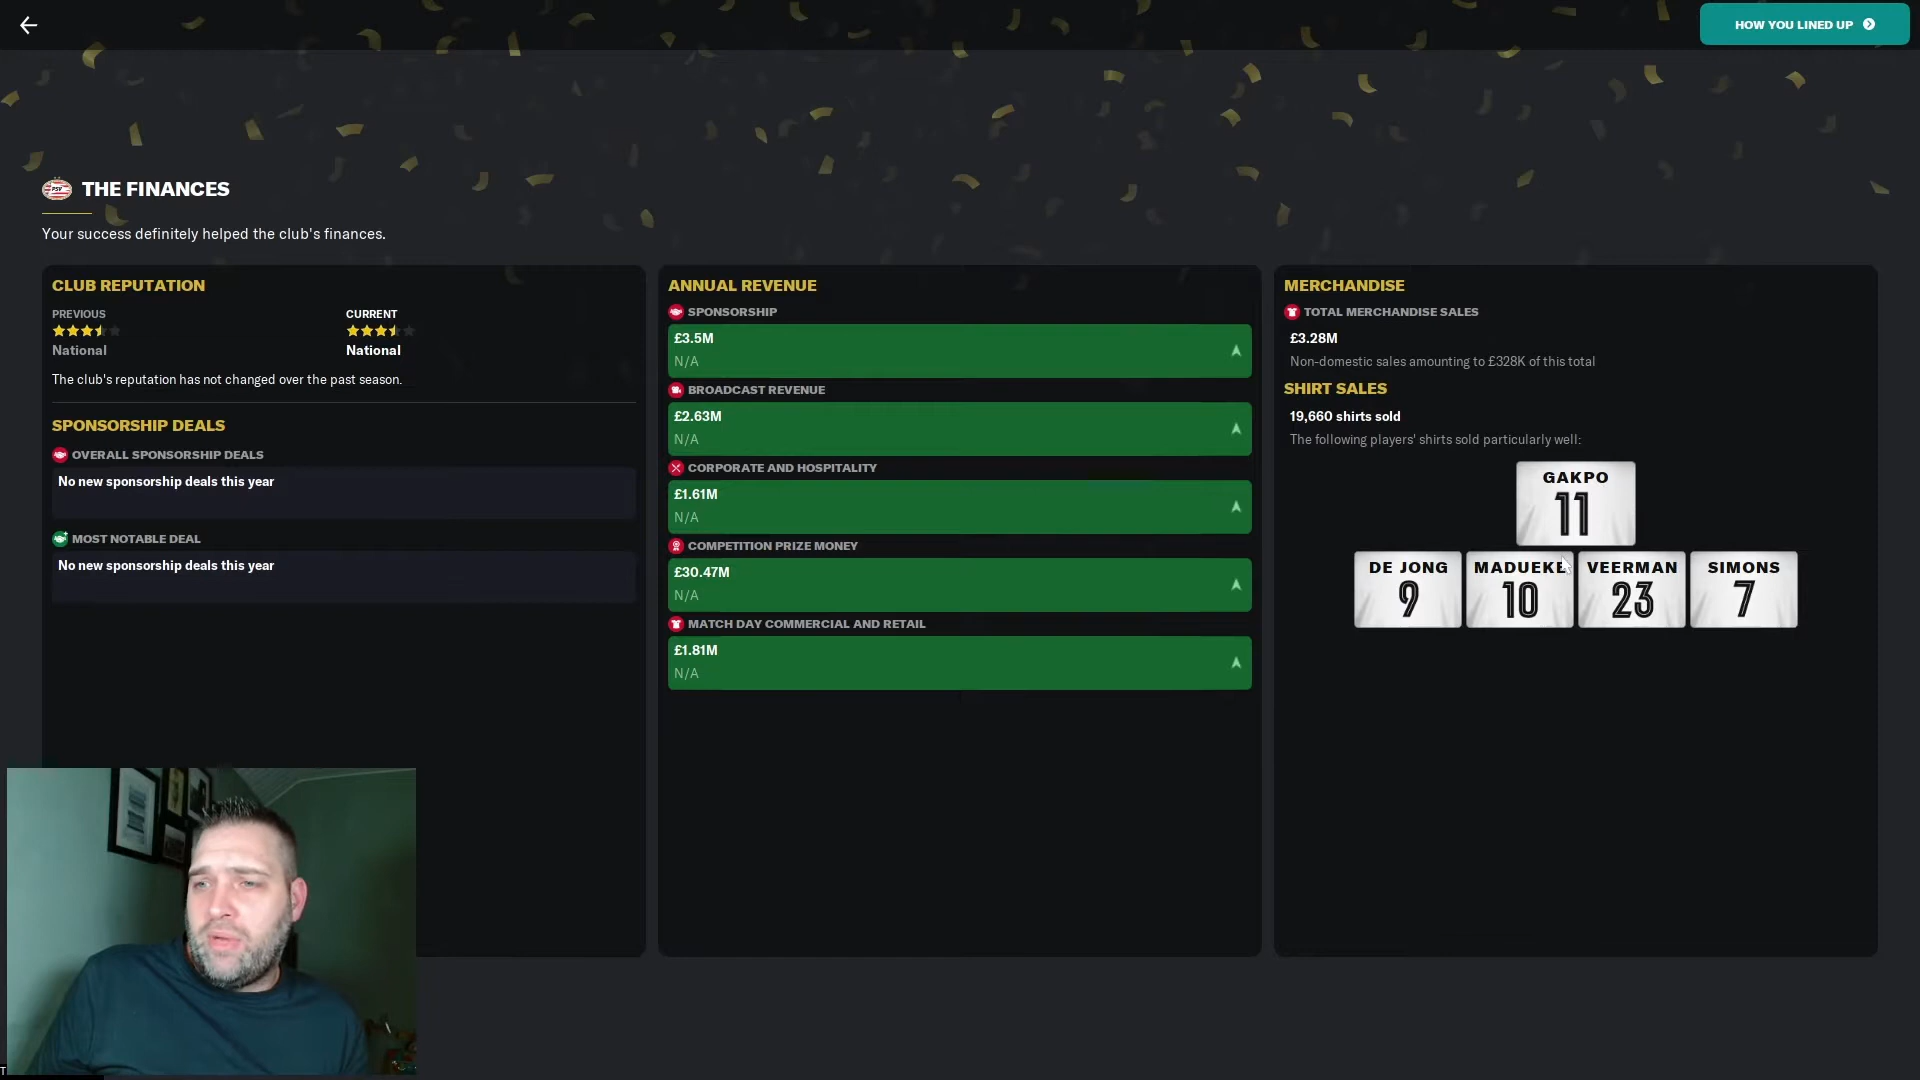 HOW YOU LINED UP
PSV
THE FINANCES
Your success definitely helped the club's finances.
CLUB REPUTATION
PREVIOUS
CURRENT
National
National
The club's reputation has not changed over the past season.
SPONSORSHIP DEALS
OVERALL SPONSORSHIP DEALS
No new sponsorship deals this year
MOST NOTABLE DEAL
No new sponsorship deals this year
ANNUAL REVENUE
SPONSORSHIP
£3.5M
N/A
BROADCAST REVENUE
£2.63M
N/A
CORPORATE AND HOSPITALITY
£1.61M
N/A
COMPETITION PRIZE MONEY
£30.47M
N/A
MATCH DAY COMMERCIAL AND RETAIL
£1.81M
N/A
MERCHANDISE
TOTAL MERCHANDISE SALES
£3.28M
Non-domestic sales amounting to £328K of this total
SHIRT SALES
19,660 shirts sold
The following players' shirts sold particularly well:
GAKPO
11
DE JONG
9
MADUEKE
10
VEERMAN
23
SIMONS
7
T